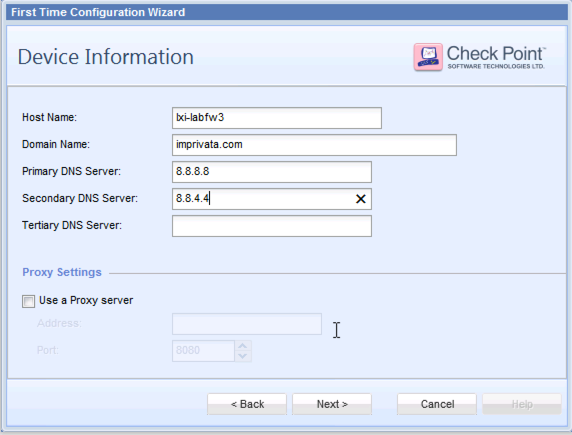 First Time Configuration Wizard
Device Information
Check Point™
SOFTWARE TECHNOLOGIES LTD.
Host Name: lxi-labfw3
Domain Name: imprivata.com
Primary DNS Server: 8.8.8.8
Secondary DNS Server: 8.8.4.4
Tertiary DNS Server:
Proxy Settings
Use a Proxy server
Address:
Port 8080
< Back Next > Cancel Help